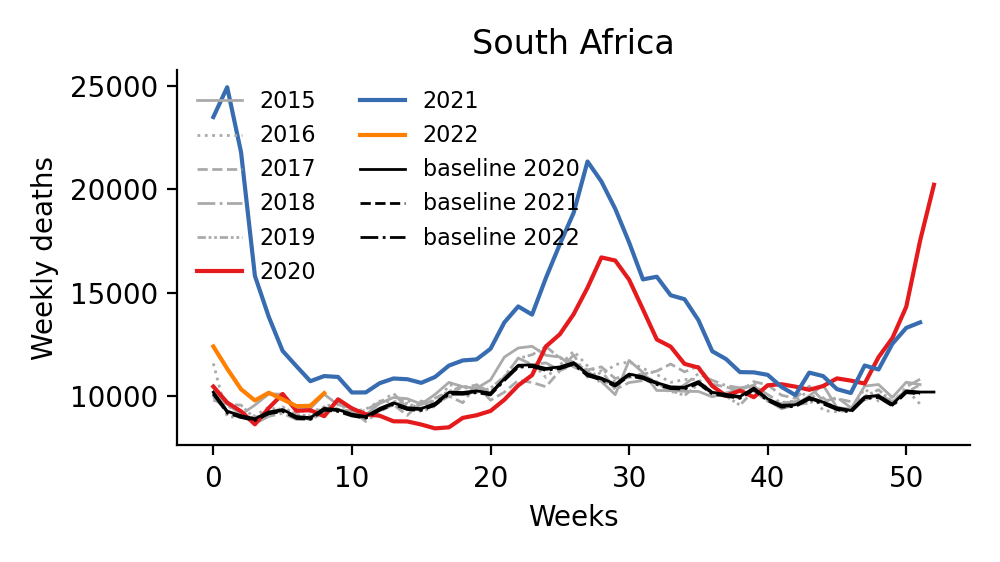 South Africa
Weekly deaths
25000
20000
15000
10000
2015
2016
2017
2018
2019
2020
2021
2022
baseline 2020
baseline 2021
baseline 2022
0 10 20 30 40 50
Weeks